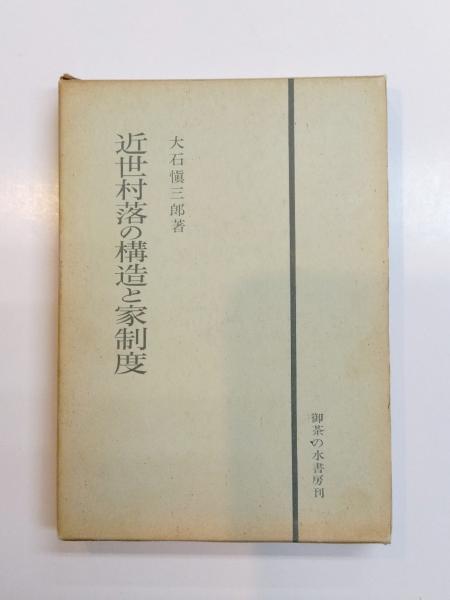 近世村落の構造と家制度
大石慎三郎著
御茶の水書房刊